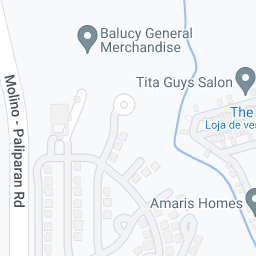 Balucy General
Merchandise
Tita Guys Salon
The
Loja de ves
Molino - Paliparan Rd
Amaris Homes